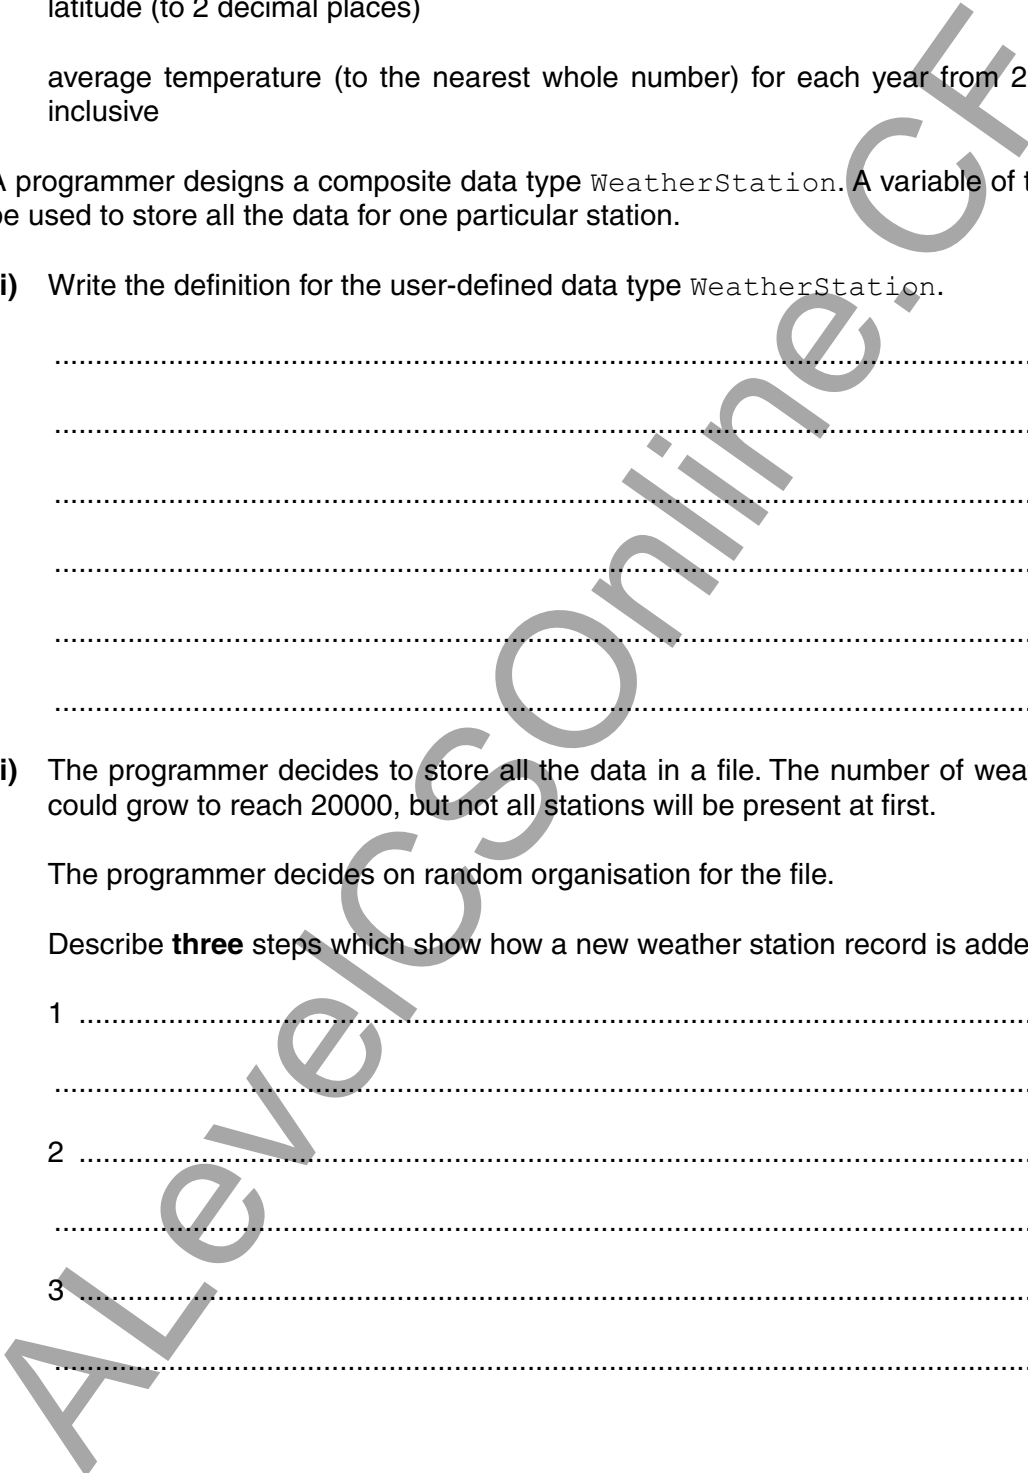 latitude (to 2 decimal places)
average temperature (to the nearest whole number) for each year from 2
inclusive
A programmer designs a composite data type WeatherStation. A variable of t
be used to store all the data for one particular station.
i) Write the definition for the user-defined data type WeatherStation.
i) The programmer decides to store all the data in a file. The number of wea
could grow to reach 20000, but not all stations will be present at first.
The programmer decides on random organisation for the file.
Describe three steps which show how a new weather station record is adde
1
2
3
ALevelCSOnline.CF